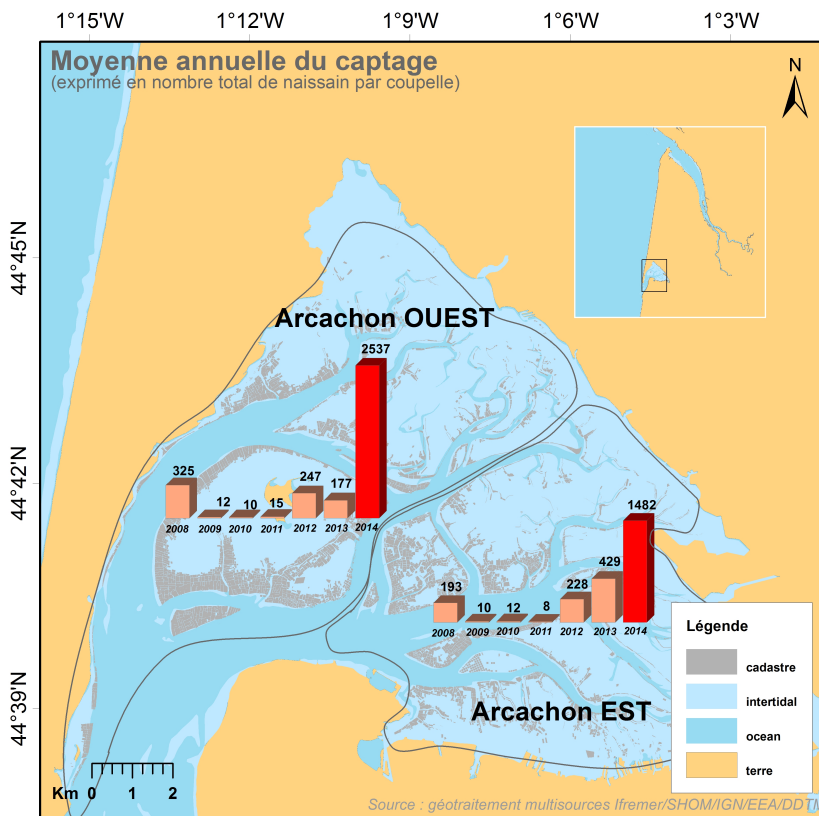 1°15'W 1°12'W 1°9'W 1°6'W 1°3'W
Moyenne annuelle du captage
(exprimé en nombre total de naissain par coupelle)
N
44°45'N
Arcachon OUEST
2537
325
12
10
15
247
177
2008 2009 2010 2011 2012 2013 2014
44°42'N
1482
193
10
12
8
228
429
2008 2009 2010 2011 2012 2013 2014
Légende
cadastre
intertidal
ocean
terre
44°39'N
Arcachon EST
Km 0 1 2
Source : géotraitement multisources Ifremer/SHOM/IGN/EEA/DDTM